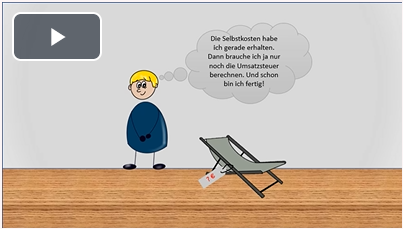 Die Selbstkosten habe
ich gerade erhalten.
Dann brauche ich ja nur
noch die Umsatzsteuer
berechnen. Und schon
bin ich fertig!
? €